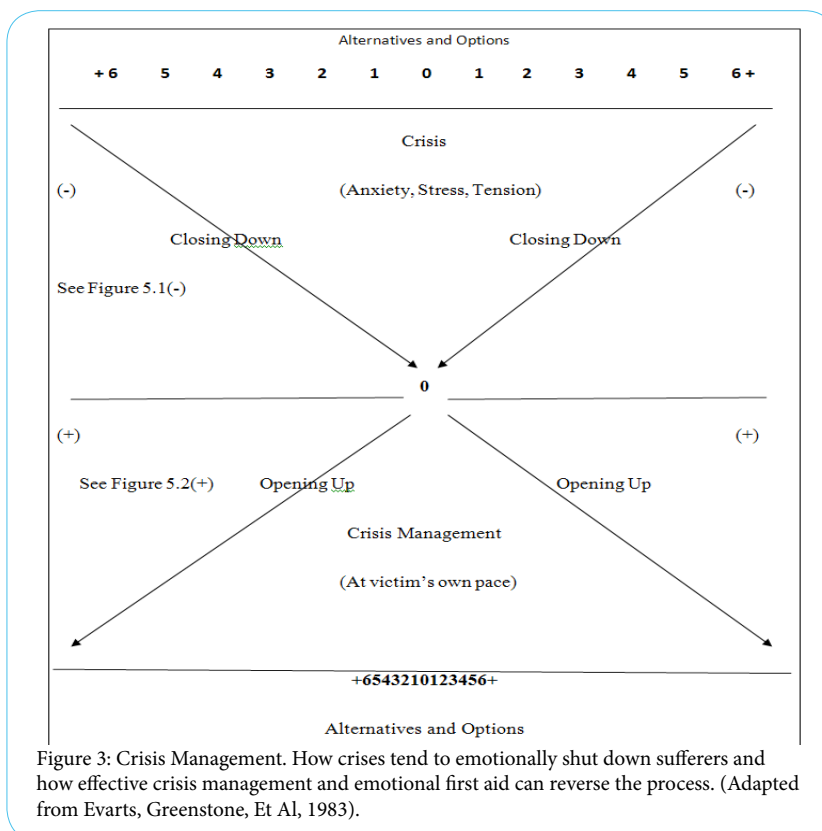 Alternatives and Options
+ 6 5 4 3 2 1 0 1 2 3 4 5 6 +
Crisis
(-) (Anxiety, Stress, Tension) (-)
Closing Down Closing Down
See Figure 5.1(-)
0
(+) (+)
See Figure 5.2(+) Opening Up Opening Up
Crisis Management
(At victim's own pace)
+6543210123456+
Alternatives and Options
Figure 3: Crisis Management. How crises tend to emotionally shut down sufferers and
how effective crisis management and emotional first aid can reverse the process. (Adapted
from Evarts, Greenstone, Et Al, 1983).